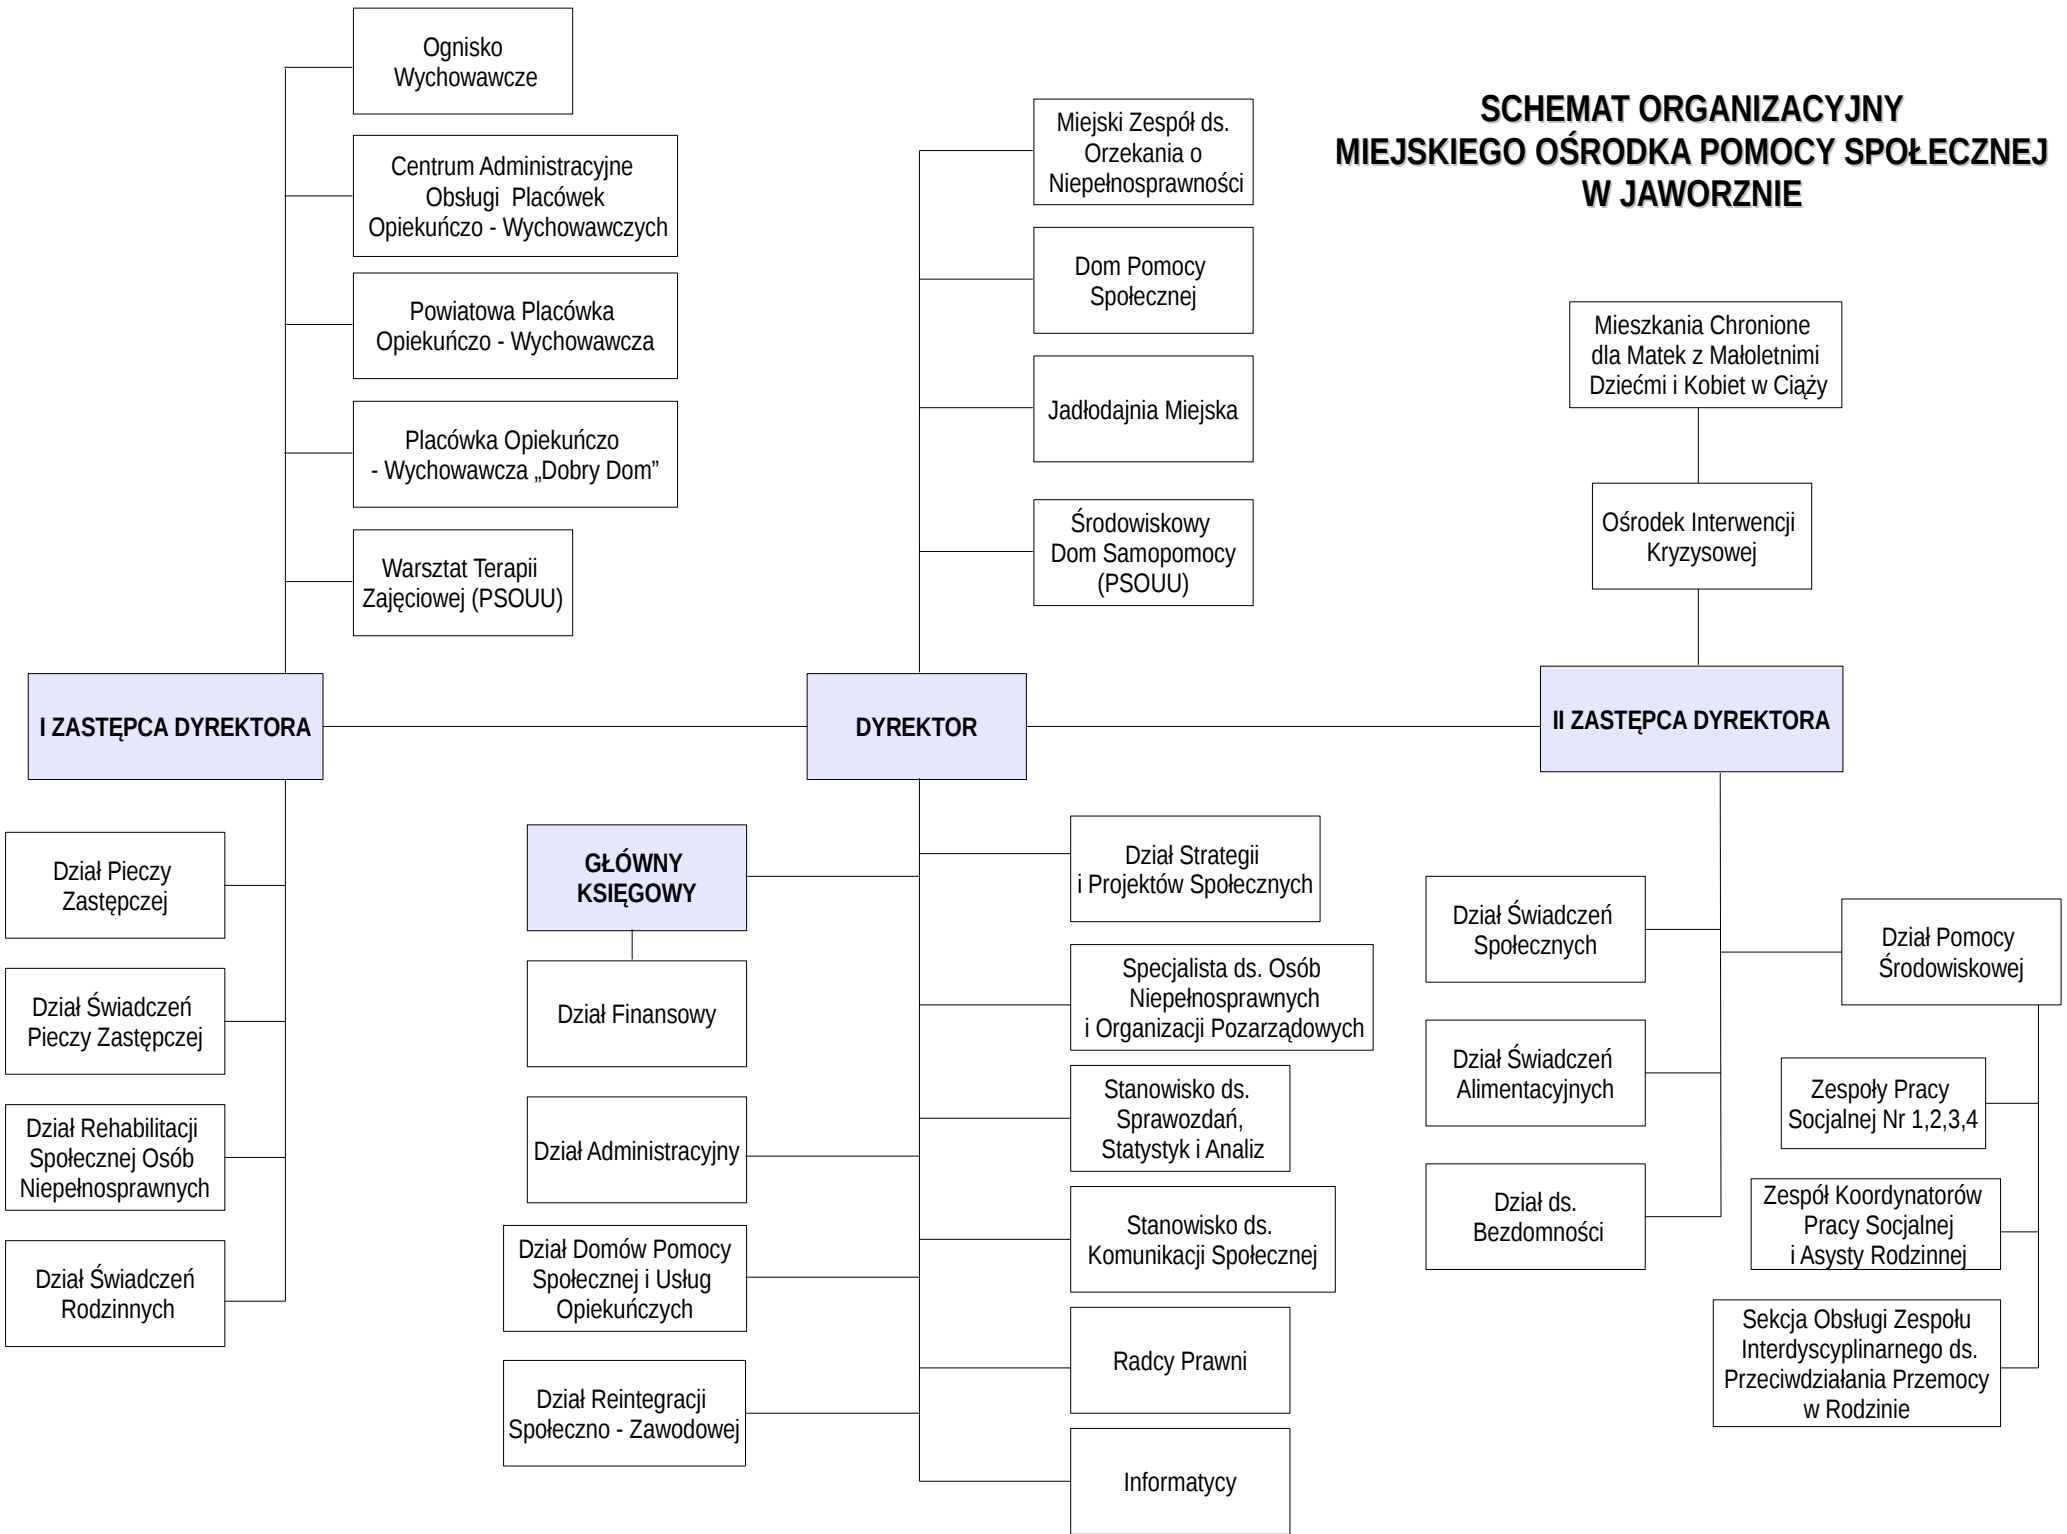 SCHEMAT ORGANIZACYJNY
MIEJSKIEGO OŚRODKA POMOCY SPOŁECZNEJ
W JAWORZNIE
Ognisko
Wychowawcze
Centrum Administracyjne
Obsługi Placówek
Opiekuńczo - Wychowawczych
Powiatowa Placówka
Opiekuńczo - Wychowawcza
Placówka Opiekuńczo
- Wychowawcza „Dobry Dom”
Warsztat Terapii
Zajęciowej (PSOUU)
Miejski Zespół ds.
Orzekania o
Niepełnosprawności
Dom Pomocy
Społecznej
Jadłodajnia Miejska
Środowiskowy
Dom Samopomocy
(PSOUU)
Mieszkania Chronione
dla Matek z Małoletnimi
Dziećmi i Kobiet w Ciąży
Ośrodek Interwencji
Kryzysowej
I ZASTĘPCA DYREKTORA
DYREKTOR
II ZASTĘPCA DYREKTORA
Dział Pieczy
Zastępczej
Dział Świadczeń
Pieczy Zastępczej
Dział Rehabilitacji
Społecznej Osób
Niepełnosprawnych
Dział Świadczeń
Rodzinnych
GŁÓWNY
KSIĘGOWY
Dział Finansowy
Dział Administracyjny
Dział Domów Pomocy
Społecznej i Usług
Opiekuńczych
Dział Reintegracji
Społeczno - Zawodowej
Dział Strategii
i Projektów Społecznych
Specjalista ds. Osób
Niepełnosprawnych
i Organizacji Pozarządowych
Stanowisko ds.
Sprawozdań,
Statystyk i Analiz
Stanowisko ds.
Komunikacji Społecznej
Radcy Prawni
Informatycy
Dział Świadczeń
Społecznych
Dział Świadczeń
Alimentacyjnych
Dział ds.
Bezdomności
Dział Pomocy
Środowiskowej
Zespoły Pracy
Socjalnej Nr 1,2,3,4
Zespół Koordynatorów
Pracy Socjalnej
i Asysty Rodzinnej
Sekcja Obsługi Zespołu
Interdyscyplinarnego ds.
Przeciwdziałania Przemocy
w Rodzinie